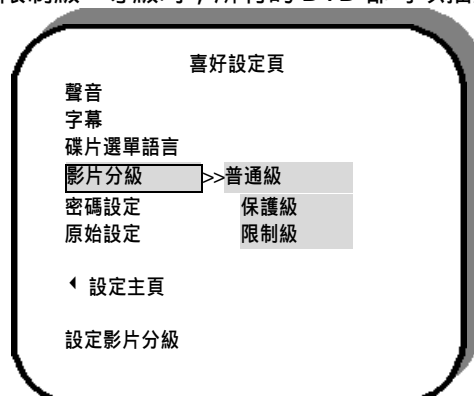 喜好設定頁
聲音
字幕
碟片選單語言
影片分級 >>普通級
密碼設定 保護級
原始設定 限制級
設定主頁
設定影片分級